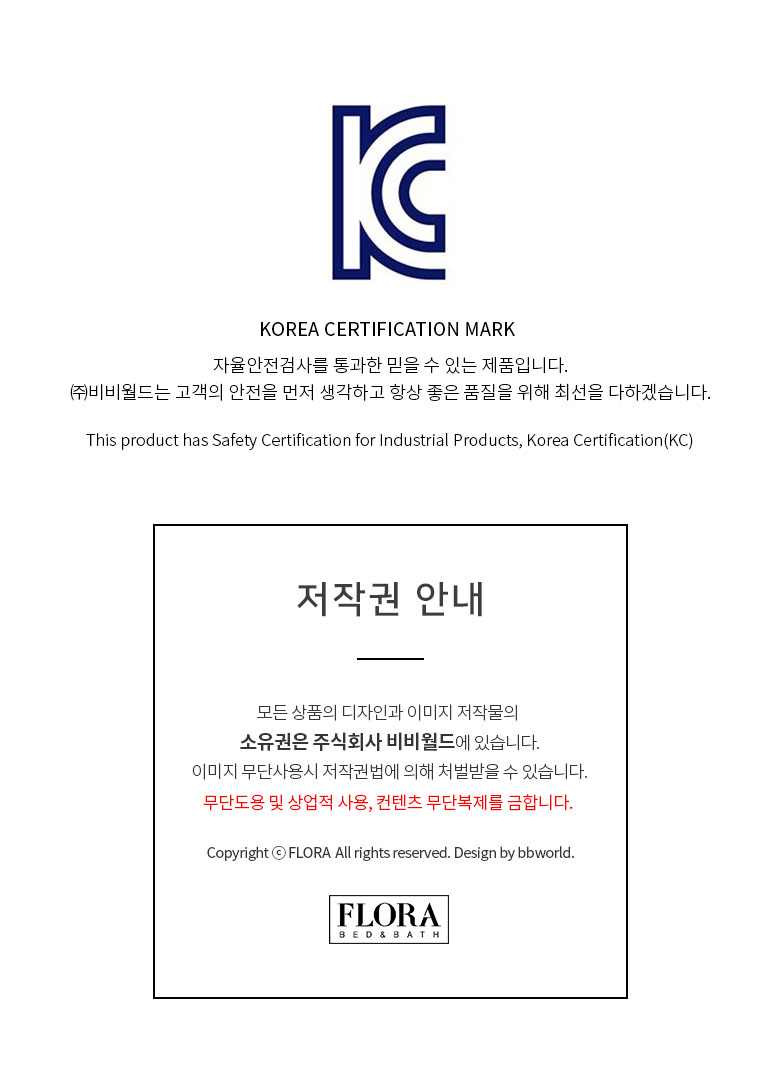 KC
KOREA CERTIFICATION MARK
자율안전검사를 통과한 믿을 수 있는 제품입니다.
㈜비비월드는 고객의 안전을 먼저 생각하고 항상 좋은 품질을 위해 최선을 다하겠습니다.
This product has Safety Certification for Industrial Products, Korea Certification(KC)
저작권 안내
모든 상품의 디자인과 이미지 저작물의
소유권은 주식회사 비비월드에 있습니다.
이미지 무단사용시 저작권법에 의해 처벌받을 수 있습니다.
무단도용 및 상업적 사용, 컨텐츠 무단복제를 금합니다.
Copyright ⓒ FLORA All rights reserved. Design by bbworld.
FLORA
BED & BATH